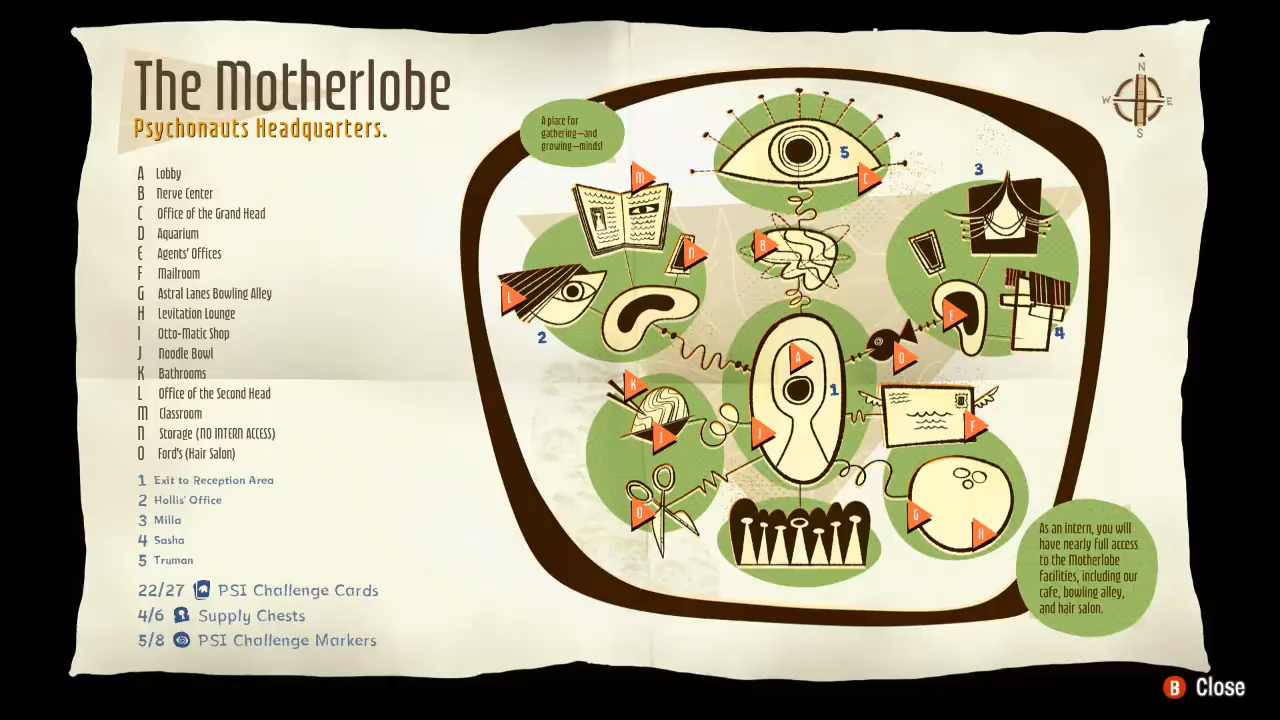 The Motherlobe
Psychonauts Headquarters.
A Lobby
B Nerve Center
C Office of the Grand Head
D Aquarium
E Agents' Offices
F Mailroom
G Astral Lanes Bowling Alley
H Levitation Lounge
I Otto-Matic Shop
J Noodle Bowl
K Bathrooms
L Office of the Second Head
M Classroom
N Storage (NO INTERN ACCESS)
O Ford's (Hair Salon)
1 Exit to Reception Area
2 Hollis' Office
3 Milla
4 Sasha
5 Truman
22/27 PSI Challenge Cards
4/6 Supply Chests
5/8 PSI Challenge Markers
A place for
gathering—and
growing—minds!
N
W E
S
5
C
3
M
B
N
L
2
E
4
A
D
1
K
J
I
F
O
G
H
As an intern, you will
have nearly full access
to the Motherlobe
Facilities, including our
cafe, bowling alley,
and hair salon.
B Close